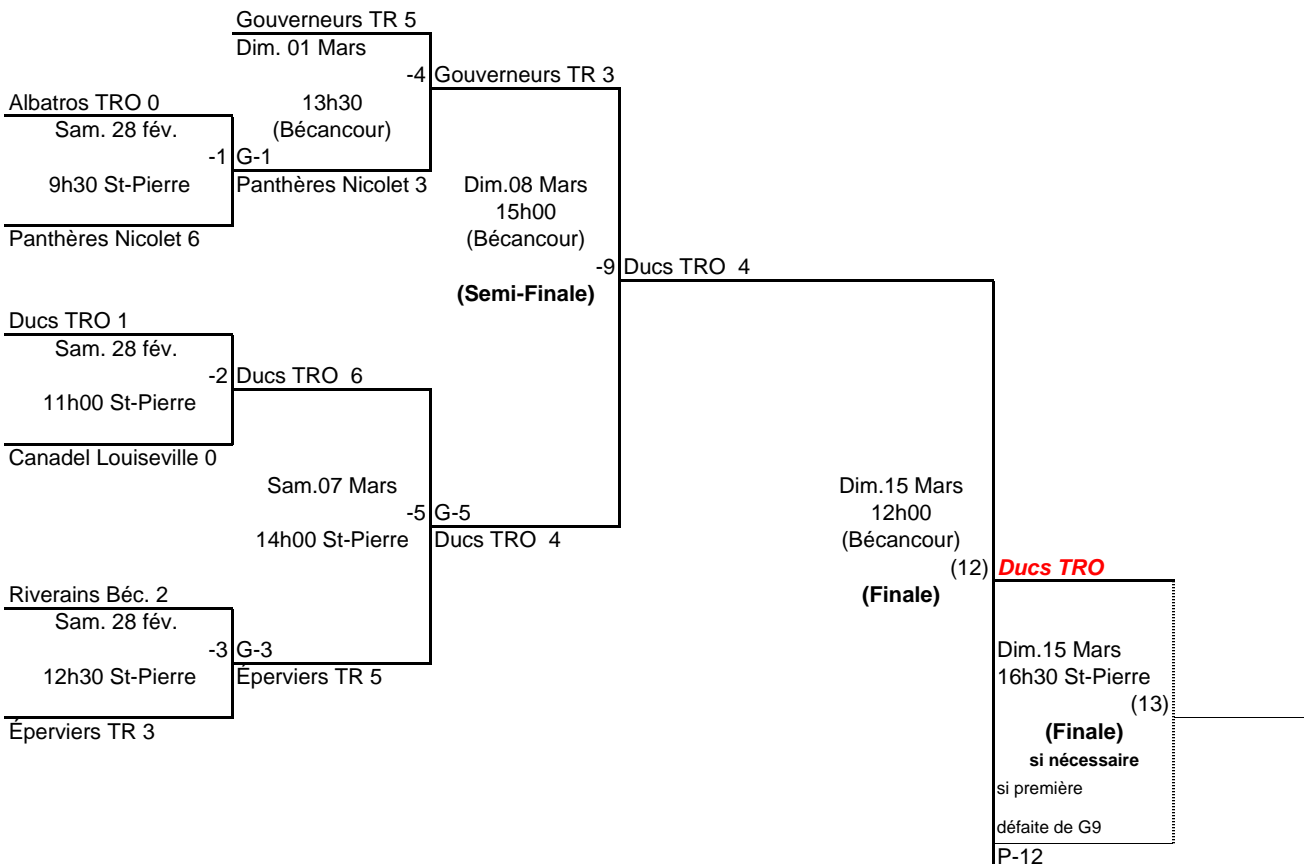 Gouverneurs TR 5
Dim. 01 Mars
-4 Gouverneurs TR 3
Albatros TRO 0
13h30
Sam. 28 fév.
(Bécancour)
-1 G-1
9h30 St-Pierre
Panthères Nicolet 3
Dim.08 Mars
15h00
Panthères Nicolet 6
(Bécancour)
-9 Ducs TRO 4
(Semi-Finale)
Ducs TRO 1
Sam. 28 fév.
-2 Ducs TRO 6
11h00 St-Pierre
Canadel Louiseville 0
Sam.07 Mars
Dim.15 Mars
-5 G-5
12h00
14h00 St-Pierre
Ducs TRO 4
(Bécancour)
(12) Ducs TRO
Riverains Béc. 2
(Finale)
Sam. 28 fév.
-3 G-3
Dim.15 Mars
12h30 St-Pierre
Éperviers TR 5
16h30 St-Pierre
(13)
Éperviers TR 3
(Finale)
si nécessaire
si première
défaite de G9
P-12